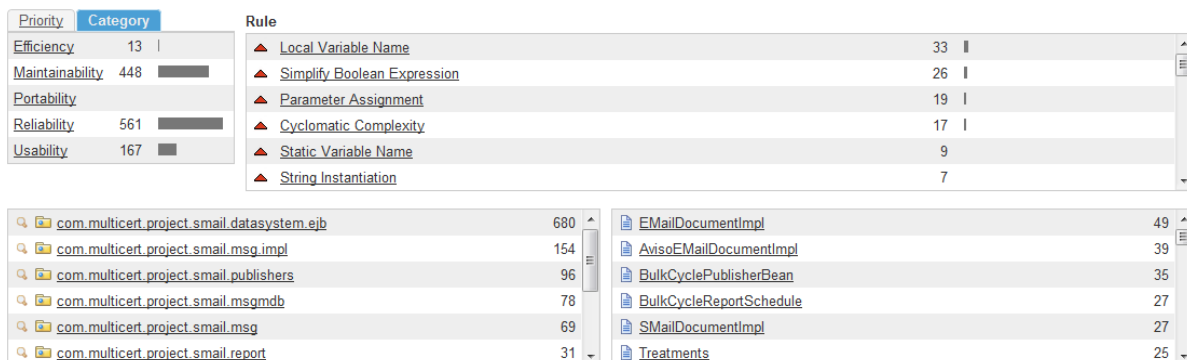 Priority Category
Efficiency 13
Maintainability 448
Portability
Reliability 561
Usability 167
Rule
Local Variable Name 33
Simplify Boolean Expression 26
Parameter Assignment 19
Cyclomatic Complexity 17
Static Variable Name 9
String Instantiation 7
com.multicert.project.smail.datasystem.ejb 680
com.multicert.project.smail.msg.impl 154
com.multicert.project.smail.publishers 96
com.multicert.project.smail.msgmdb 78
com.multicert.project.smail.msg 69
com.multicert.project.smail.report 31
EMailDocumentImpl 49
AvisoEMailDocumentImpl 39
BulkCyclePublisherBean 35
BulkCycleReportSchedule 27
SMailDocumentImpl 27
Treatments 25